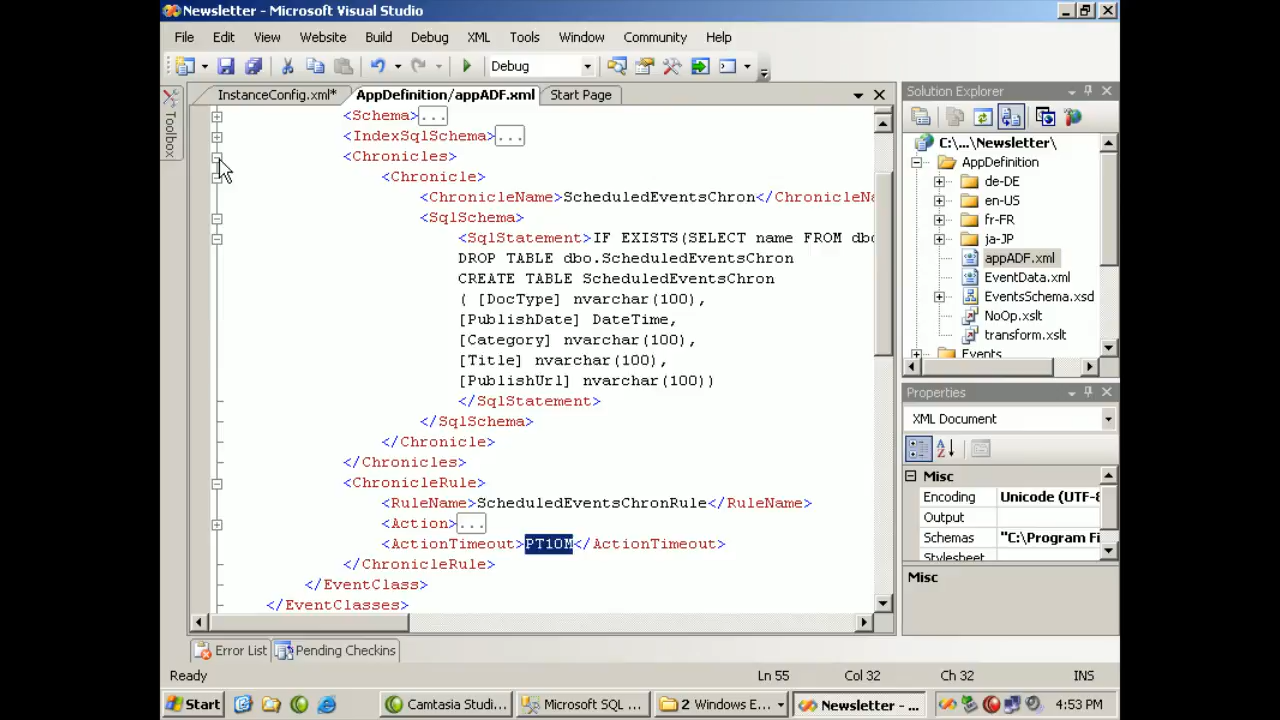 Newsletter - Microsoft Visual Studio
File Edit View Website Build Debug XML Tools Window Community Help
Debug
Toolbox
InstanceConfig.xml* AppDefinition/appADF.xml Start Page
<Schema>...
<IndexSqlSchema>...
<Chronicles>
<Chronicle>
<ChronicleName>ScheduledEventsChron</ChronicleNa
<SqlSchema>
<SqlStatement>IF EXISTS(SELECT name FROM dbo
DROP TABLE dbo.ScheduledEventsChron
CREATE TABLE ScheduledEventsChron
( [DocType] nvarchar(100),
[PublishDate] DateTime,
[Category] nvarchar(100),
[Title] nvarchar(100),
[PublishUrl] nvarchar(100))
</SqlStatement>
</SqlSchema>
</Chronicle>
</Chronicles>
<ChronicleRule>
<RuleName>ScheduledEventsChronRule</RuleName>
<Action>...
<ActionTimeout>PT10M</ActionTimeout>
</ChronicleRule>
</EventClass>
</EventClasses>
Solution Explorer
C:\...\Newsletter\
AppDefinition
de-DE
en-US
fr-FR
ja-JP
appADF.xml
EventData.xml
EventsSchema.xsd
NoOp.xslt
transform.xslt
Events
Properties
XML Document
Misc
Encoding Unicode (UTF-8
Output
Schemas "C:\Program Fi
Stylesheet
Misc
Error List Pending Checkins
Ready Ln 55 Col 32 Ch 32 INS
Start Camtasia Studi... Microsoft SQL ... 2 Windows E... Newsletter - ... 4:53 PM